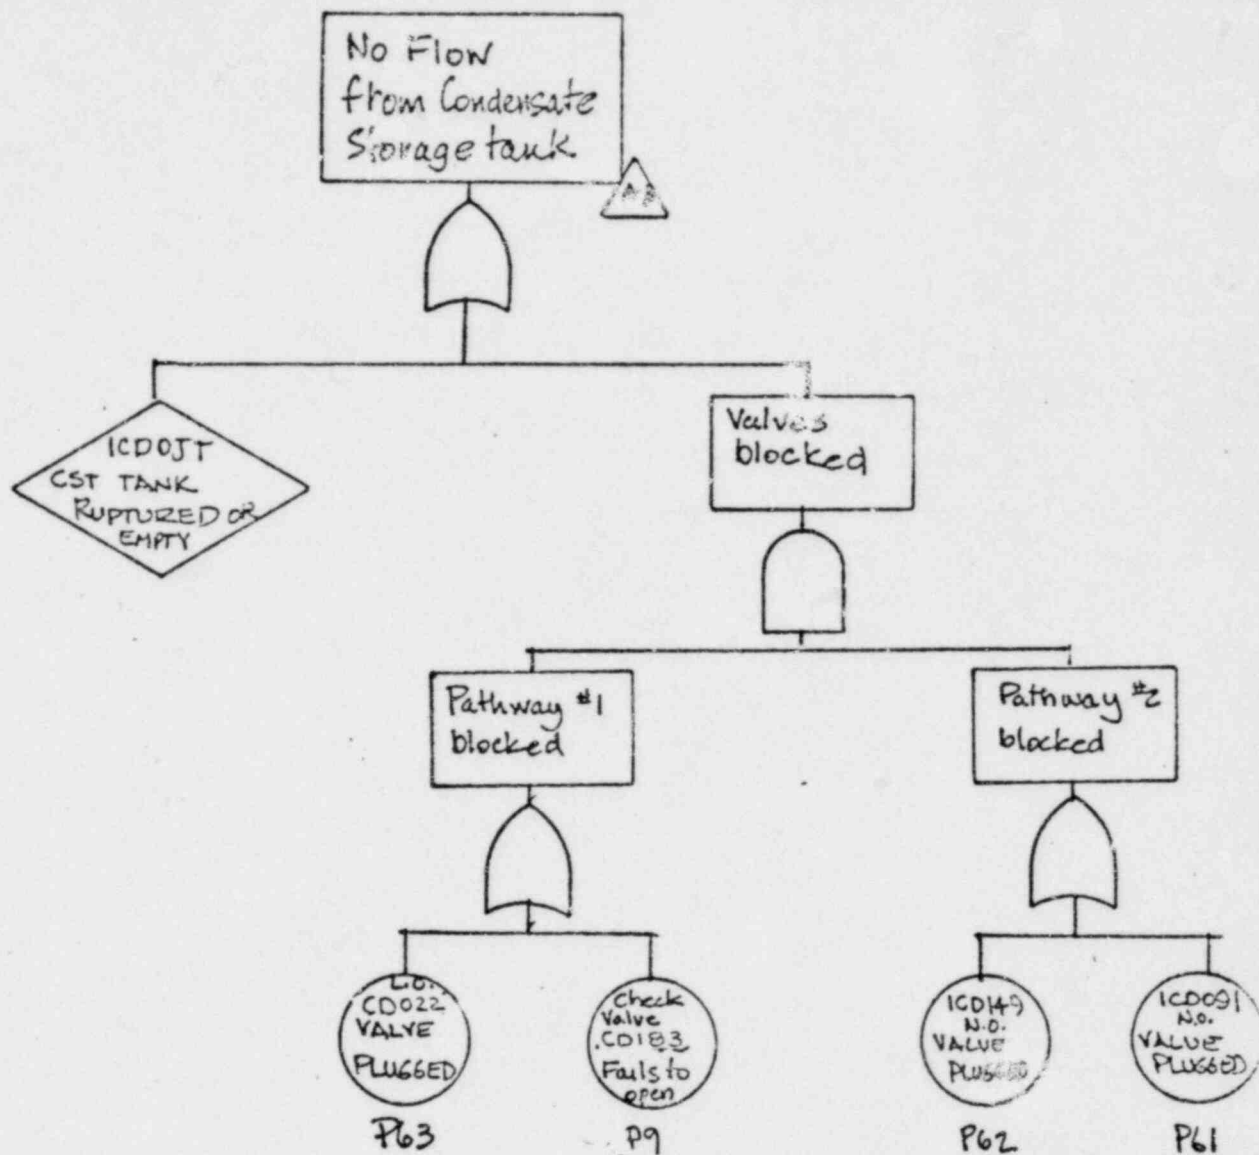 No Flow
from Condensate
Storage tank
ICD0JT
CST TANK
RUPTURED OR
EMPTY
Valves
blocked
Pathway #1
blocked
Pathway #2
blocked
L.O.
CD022
VALVE
PLUGGED
Check
Valve
CD183
Fails to
open
ICD149
N.O.
VALVE
PLUGGED
ICD091
N.O.
VALVE
PLUGGED
P63
P9
P62
P61